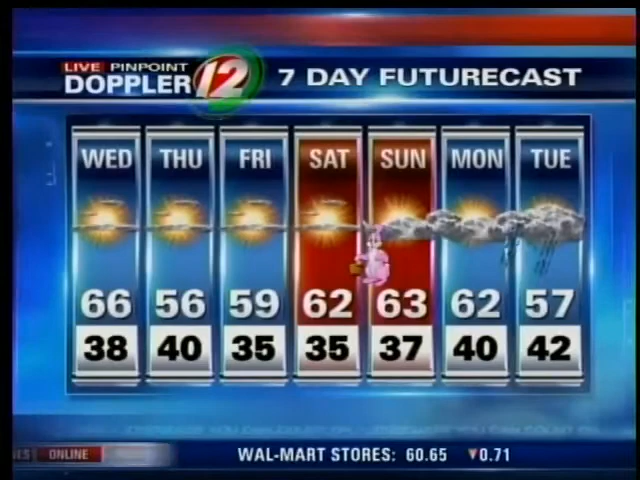 LIVE PINPOINT
DOPPLER 12
7 DAY FUTURECAST
WED THU FRI SAT SUN MON TUE
66 56 59 62 63 62 57
38 40 35 35 37 40 42
ONLINE
WAL-MART STORES: 60.65 ▼0.71